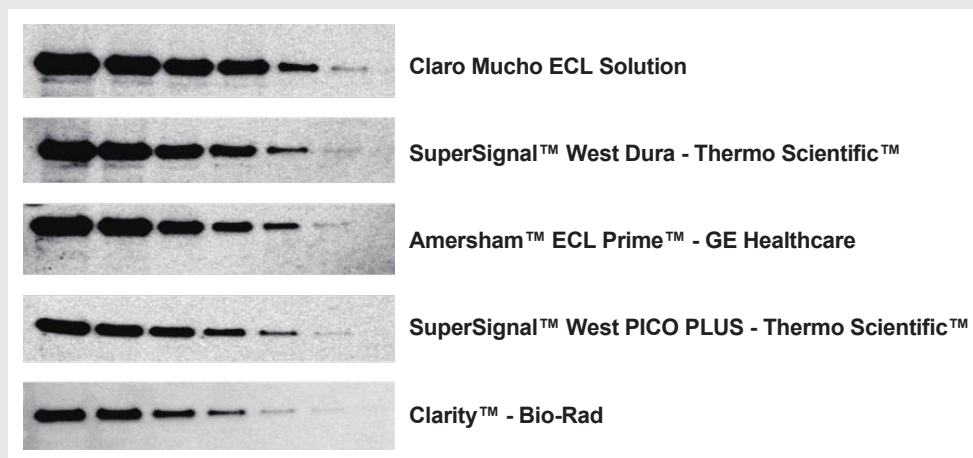 Claro Mucho ECL Solution
SuperSignal™ West Dura - Thermo Scientific™
Amersham™ ECL Prime™ - GE Healthcare
SuperSignal™ West PICO PLUS - Thermo Scientific™
Clarity™ - Bio-Rad